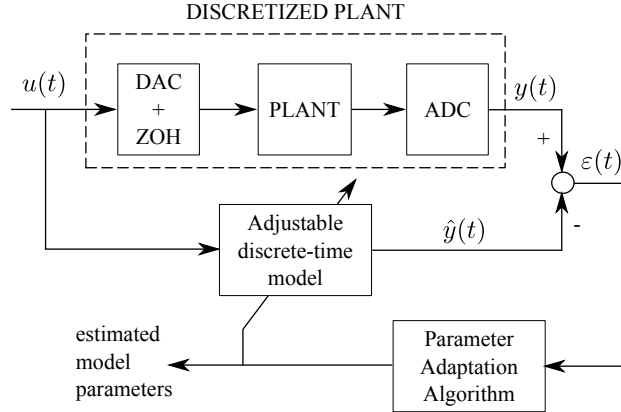 DISCRETIZED PLANT
u(t)
DAC
+
ZOH
PLANT
ADC
y(t)
+
ε(t)
Adjustable
discrete-time
model
ŷ(t)
-
estimated
model
parameters
Parameter
Adaptation
Algorithm